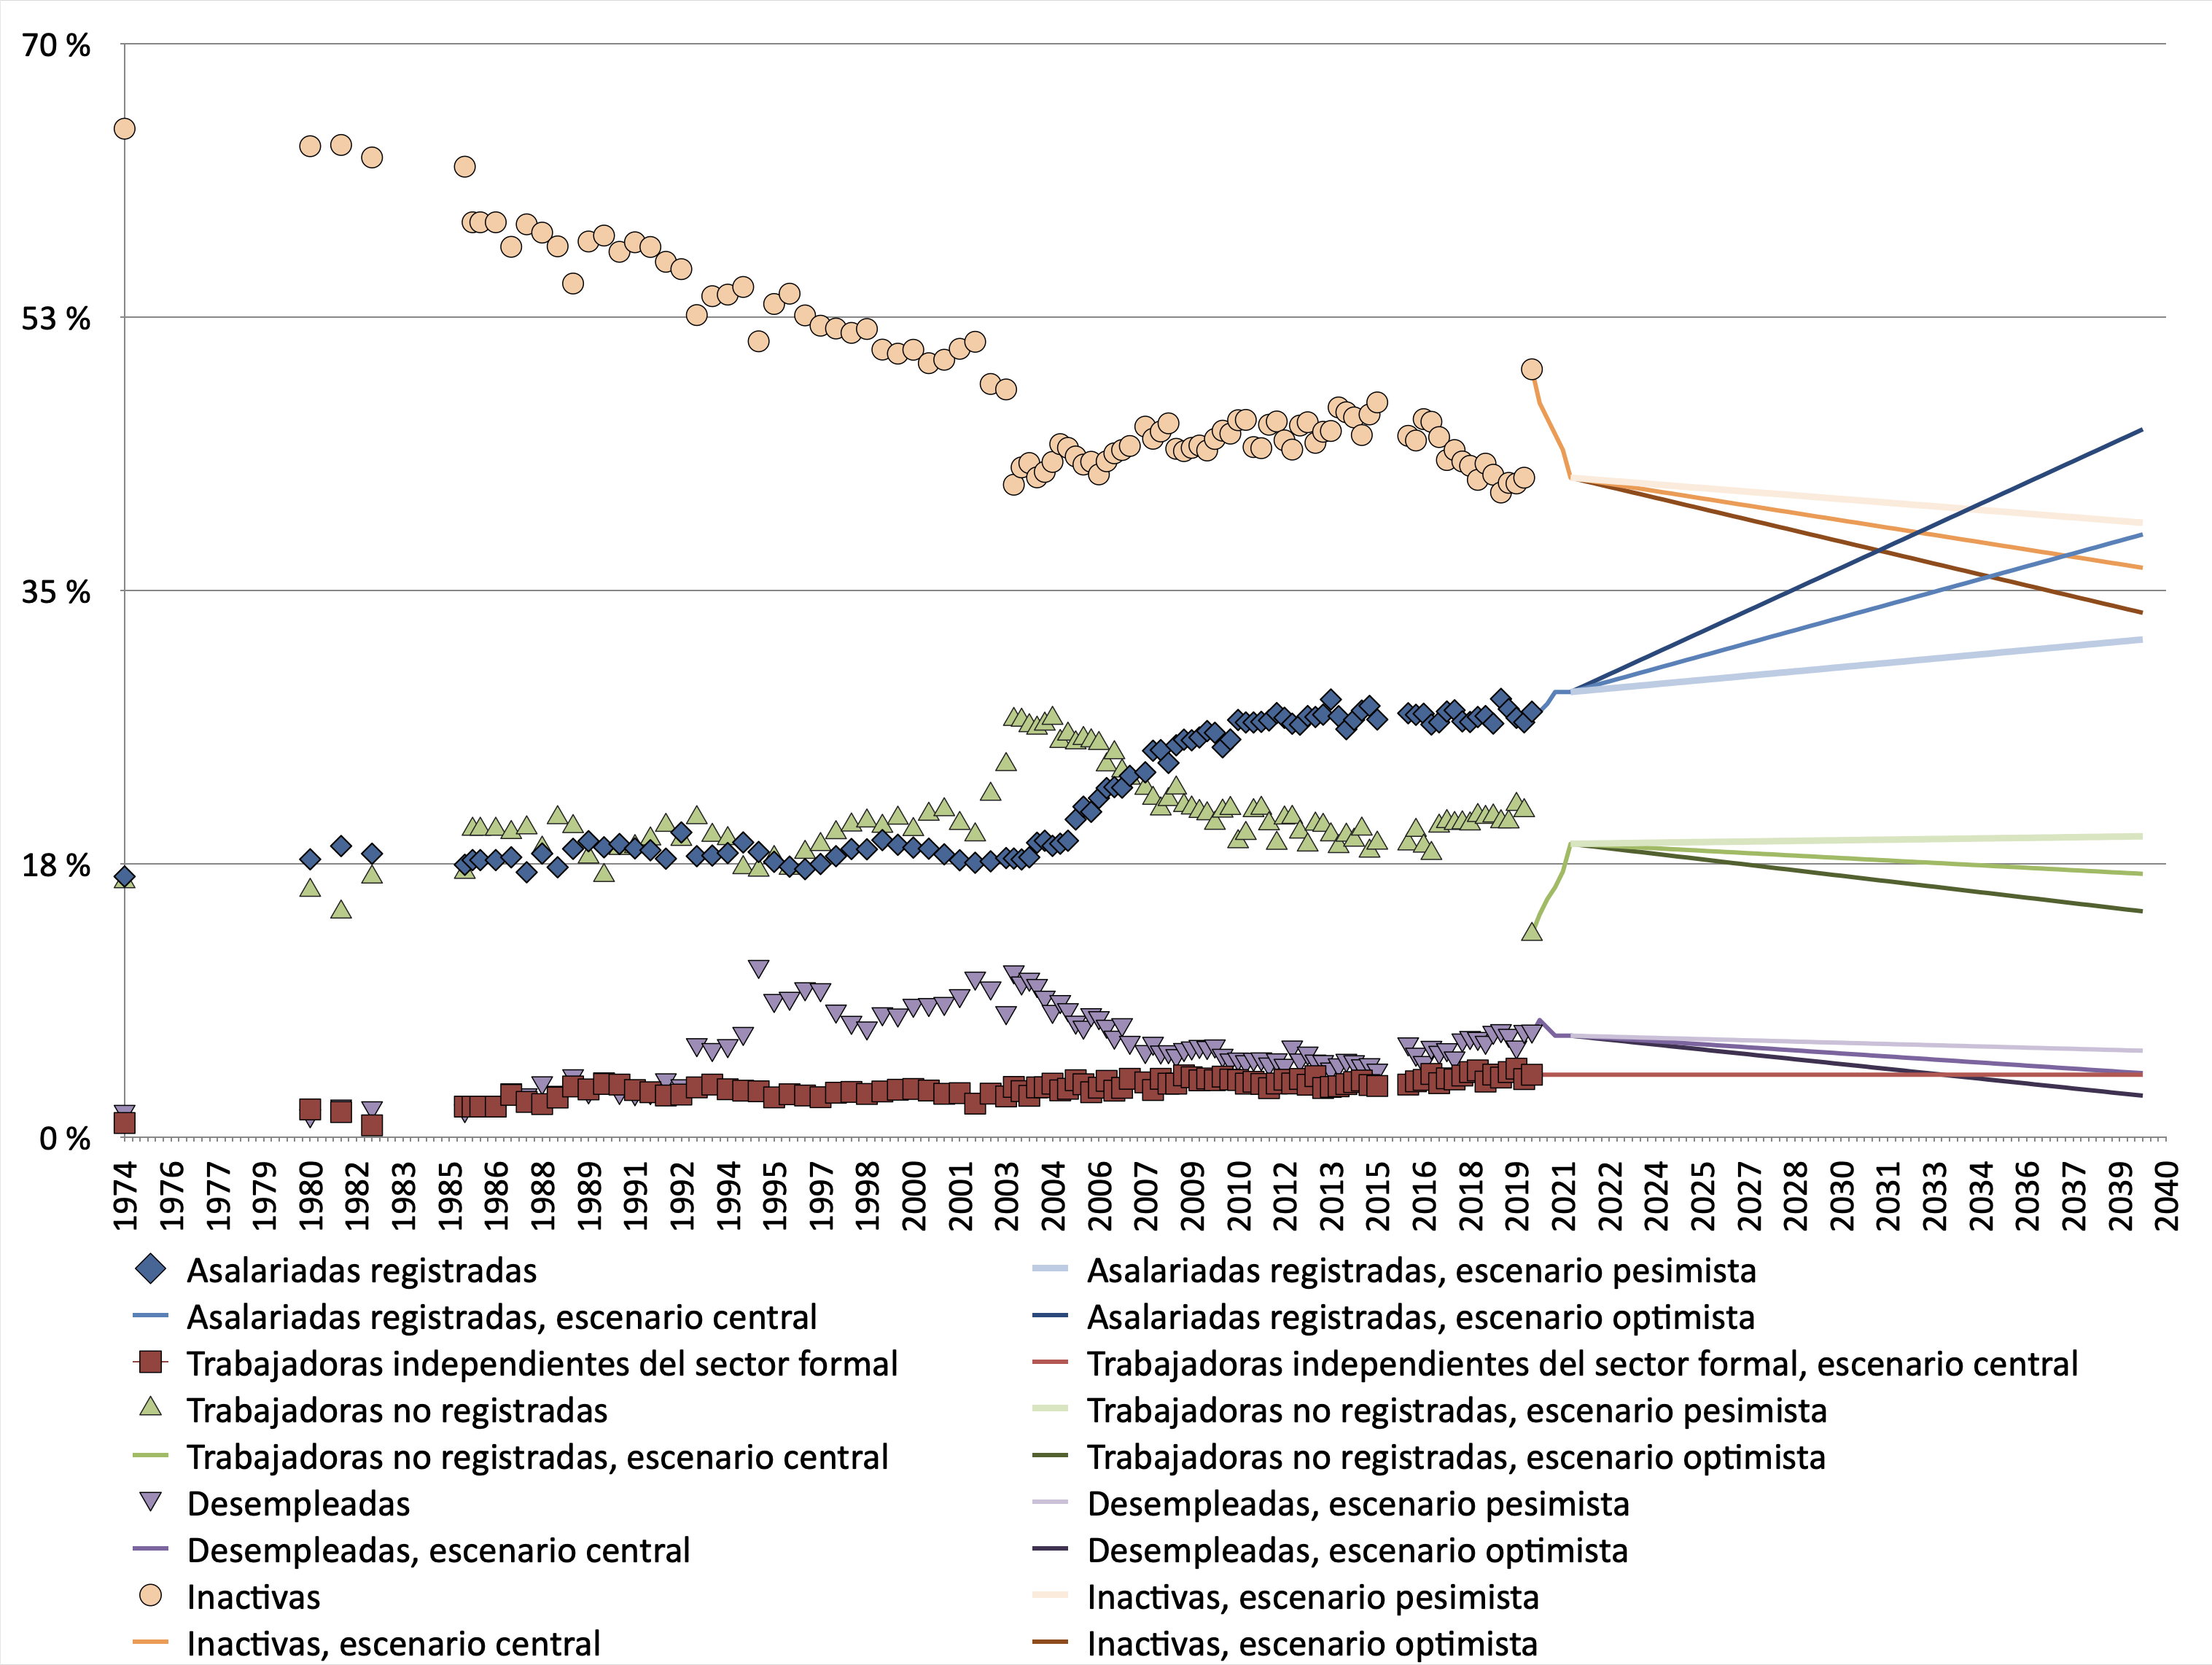 70 %
53 %
35 %
18 %
0 %
1974 1976 1977 1979 1980 1982 1983 1985 1986 1988 1989 1991 1992 1994 1995 1997 1998 2000 2001 2003 2004 2006 2007 2009 2010 2012 2013 2015 2016 2018 2019 2021 2022 2024 2025 2027 2028 2030 2031 2033 2034 2036 2037 2039 2040
Asalariadas registradas
Asalariadas registradas, escenario pesimista
Asalariadas registradas, escenario central
Asalariadas registradas, escenario optimista
Trabajadoras independientes del sector formal
Trabajadoras independientes del sector formal, escenario central
Trabajadoras no registradas
Trabajadoras no registradas, escenario pesimista
Trabajadoras no registradas, escenario central
Trabajadoras no registradas, escenario optimista
Desempleadas
Desempleadas, escenario pesimista
Desempleadas, escenario central
Desempleadas, escenario optimista
Inactivas
Inactivas, escenario pesimista
Inactivas, escenario central
Inactivas, escenario optimista